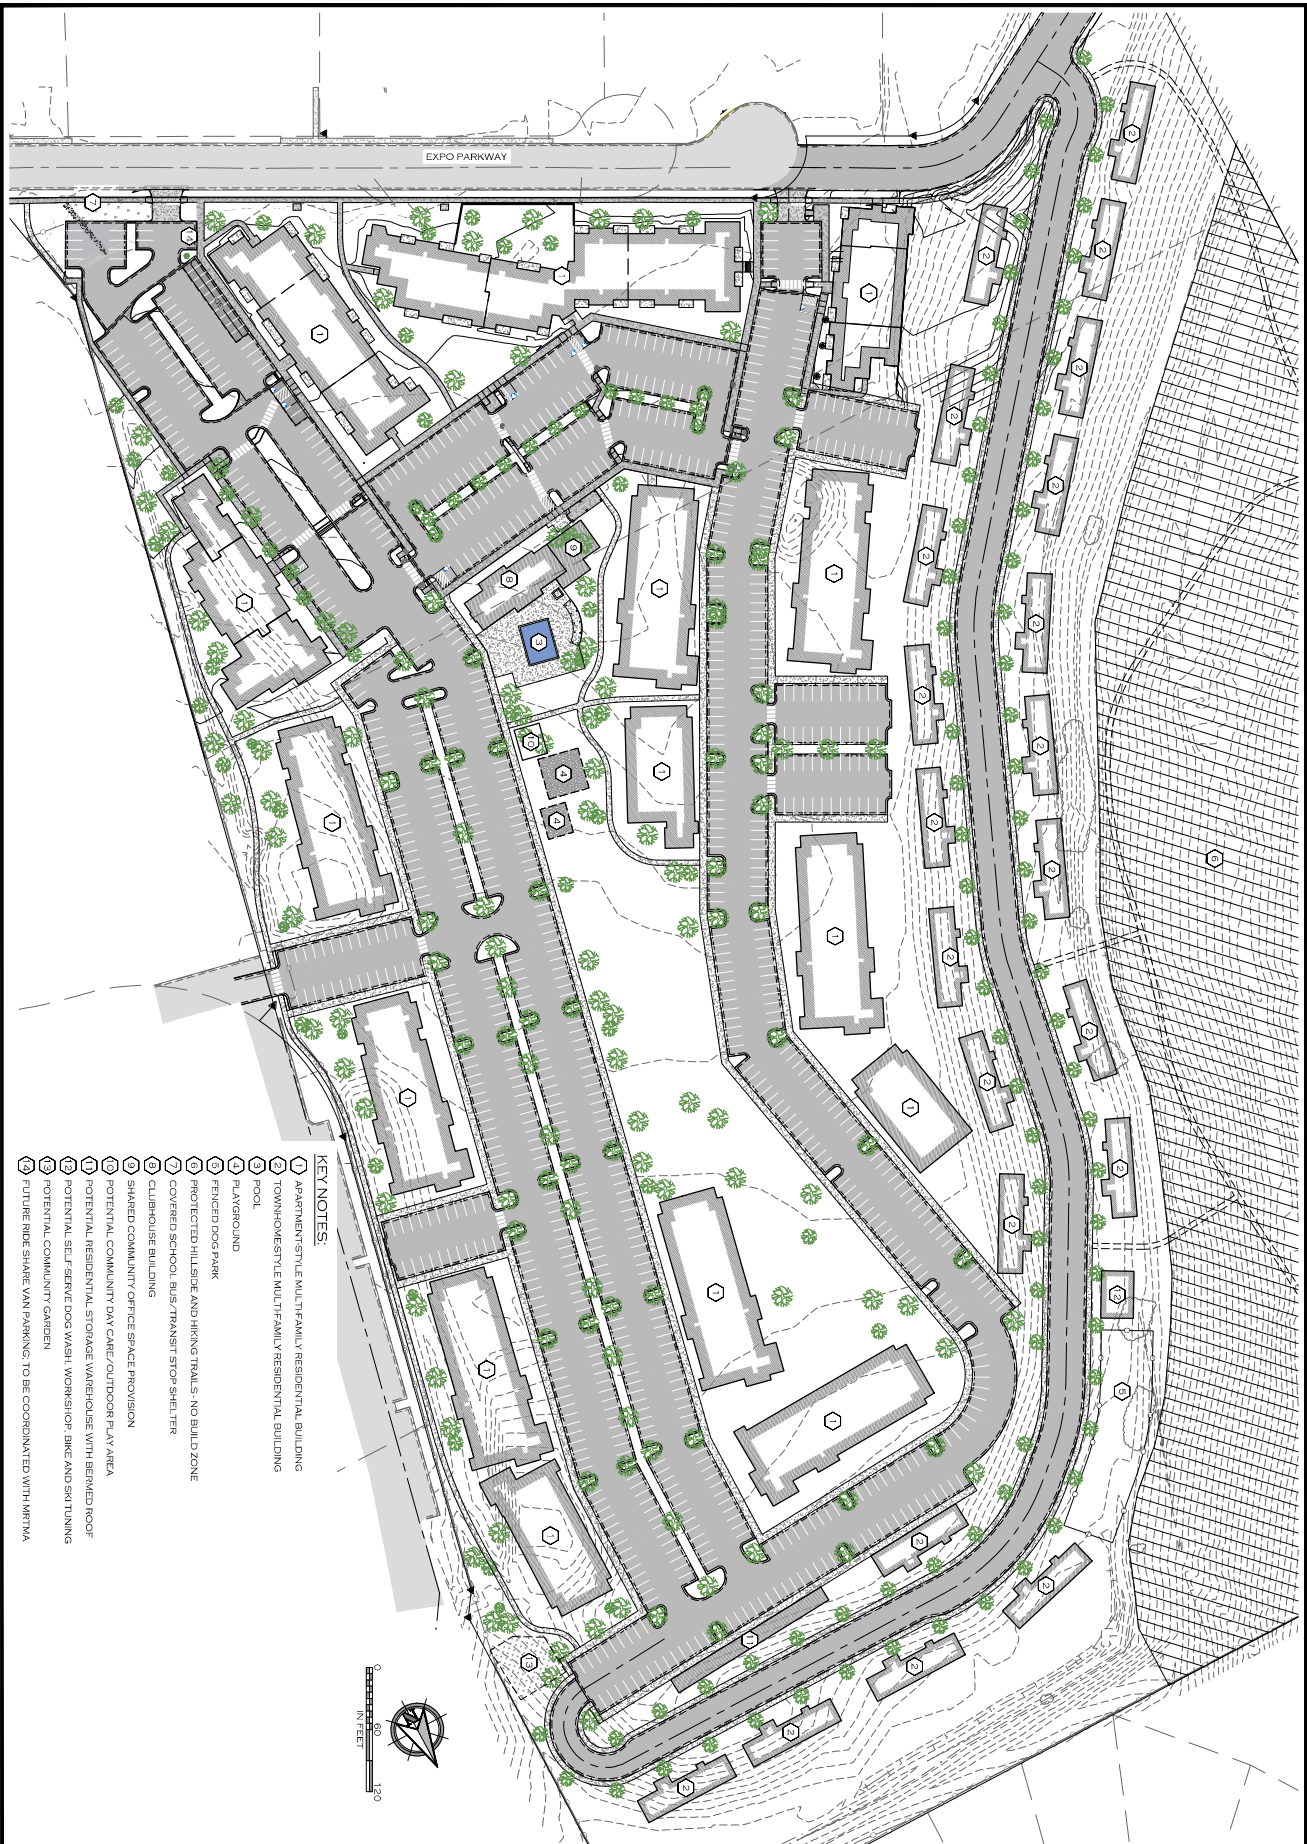 EXPO PARKWAY
KEY NOTES:
1 APARTMENT-STYLE MULTI-FAMILY RESIDENTIAL BUILDING
2 TOWNHOME-STYLE MULTI-FAMILY RESIDENTIAL BUILDING
3 POOL
4 PLAYGROUND
5 FENCED DOG PARK
6 PROTECTED HILLSIDE AND HIKING TRAILS - NO BUILD ZONE
7 COVERED SCHOOL BUS/TRANSIT STOP SHELTER
8 CLUBHOUSE BUILDING
9 SHARED COMMUNITY OFFICE SPACE PROVISION
10 POTENTIAL COMMUNITY DAY CARE/OUTDOOR PLAY AREA
11 POTENTIAL RESIDENTIAL STORAGE WAREHOUSE WITH BERMED ROOF
12 POTENTIAL SELF-SERVE DOG WASH, WORKSHOP, BIKE AND SKI TUNING
13 POTENTIAL COMMUNITY GARDEN
14 FUTURE RIDE SHARE VAN PARKING; TO BE COORDINATED WITH MRTMA
0 60 120
IN FEET
N